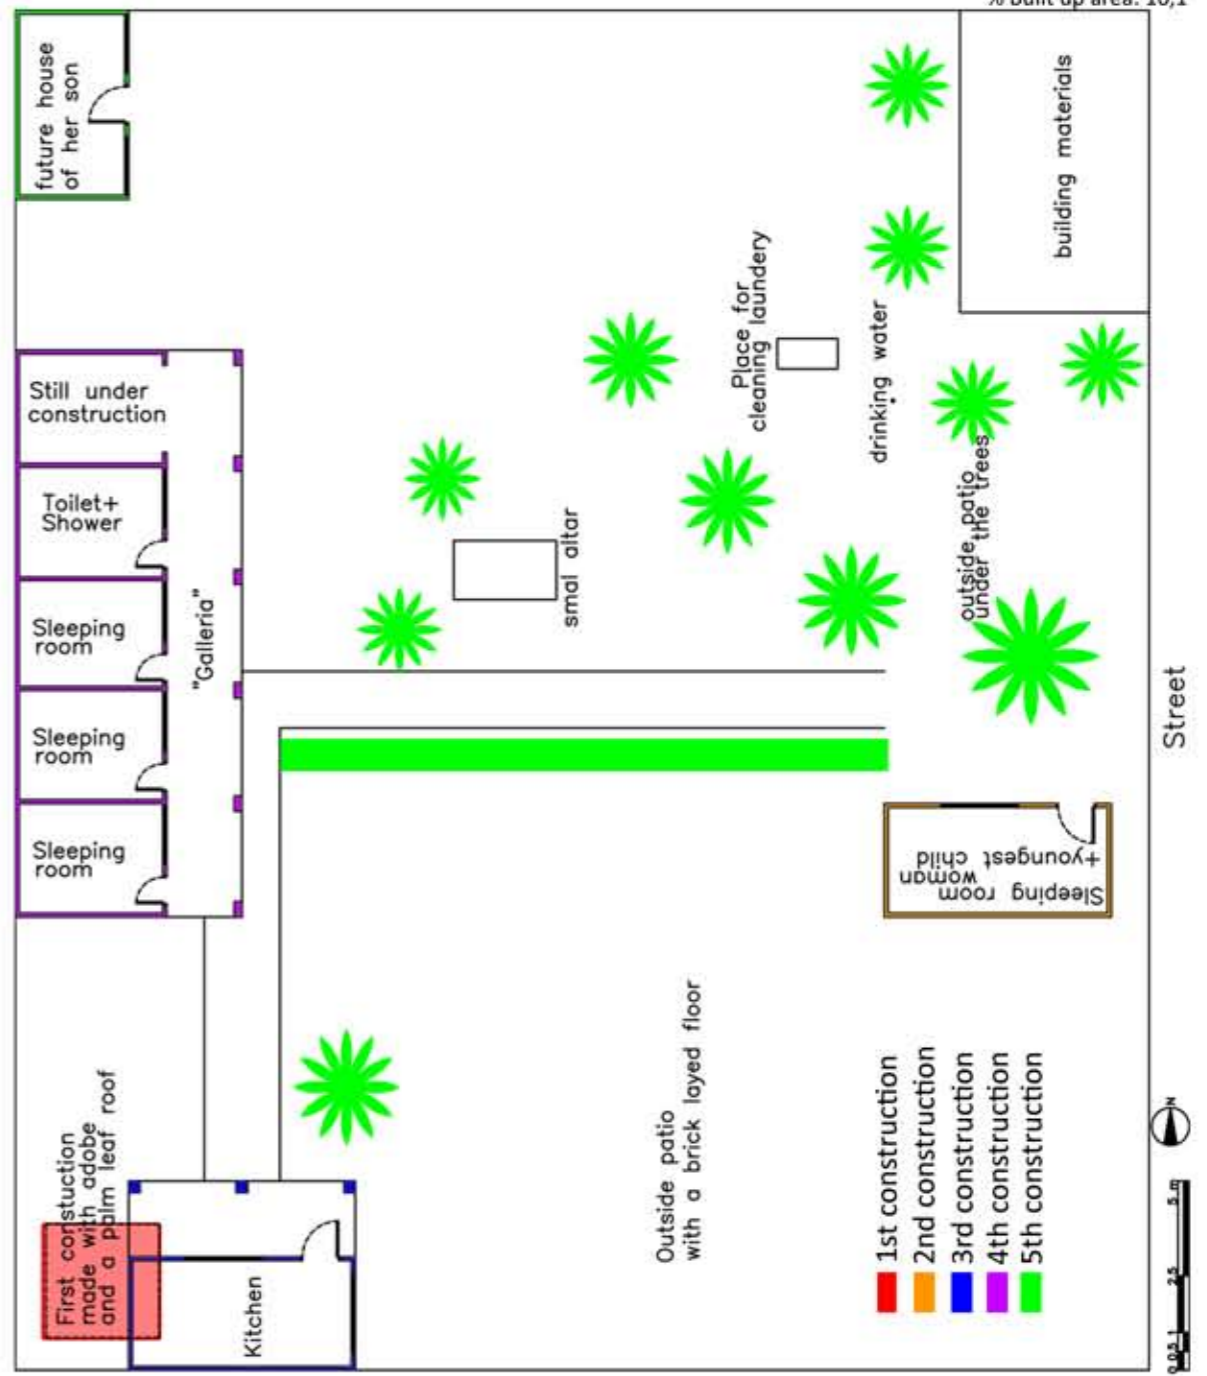 % built up area: 10,1
future house
of her son
building materials
Place for
cleaning laundery
drinking water
Still under
construction
Toilet+
Shower
Sleeping
room
Sleeping
room
Sleeping
room
"Galleria"
smal altar
outside patio
under the trees
Street
Sleeping room
woman
+youngest child
First constuction
made with adobe
and a palm leaf roof
Kitchen
Outside patio
with a brick layed floor
1st construction
2nd construction
3rd construction
4th construction
5th construction
N
0 0,5 1 2,5 5 m